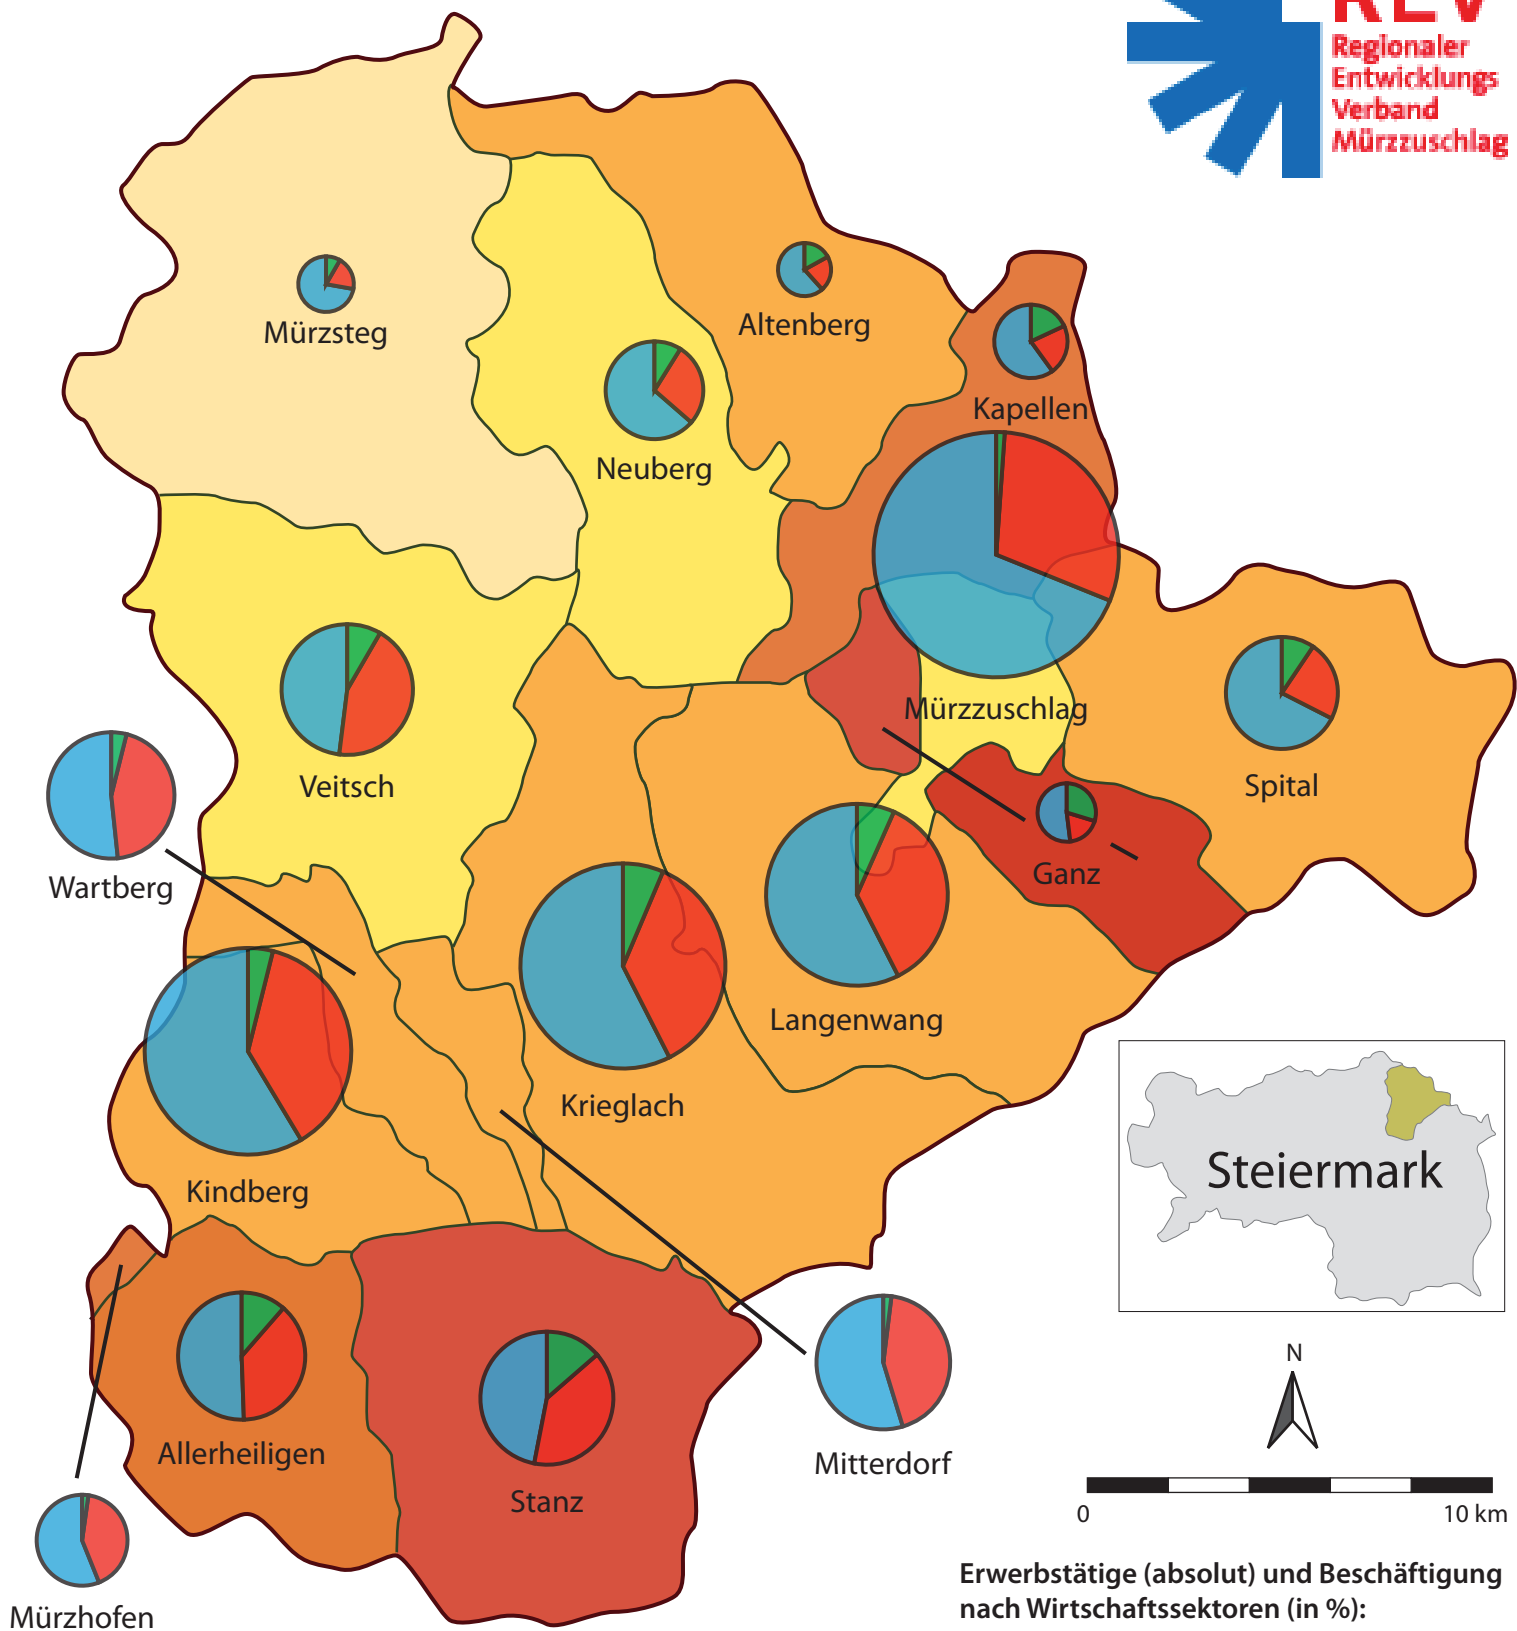 REV
Regionaler
Entwicklungs
Verband
Mürzzuschlag
Mürzsteg
Altenberg
Kapellen
Neuberg
Mürzzuschlag
Veitsch
Spital
Wartberg
Ganz
Langenwang
Krieglach
Kindberg
Steiermark
Allerheiligen
Stanz
Mitterdorf
Mürzhofen
N
0 10 km
Erwerbstätige (absolut) und Beschäftigung
nach Wirtschaftssektoren (in %):